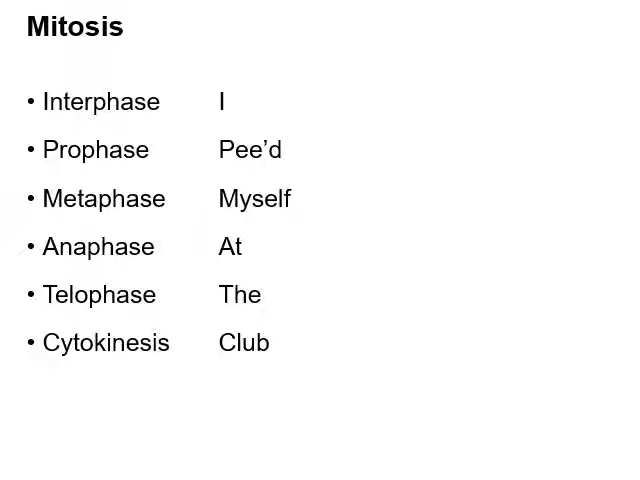 Mitosis
• Interphase I
• Prophase Pee’d
• Metaphase Myself
• Anaphase At
• Telophase The
• Cytokinesis Club